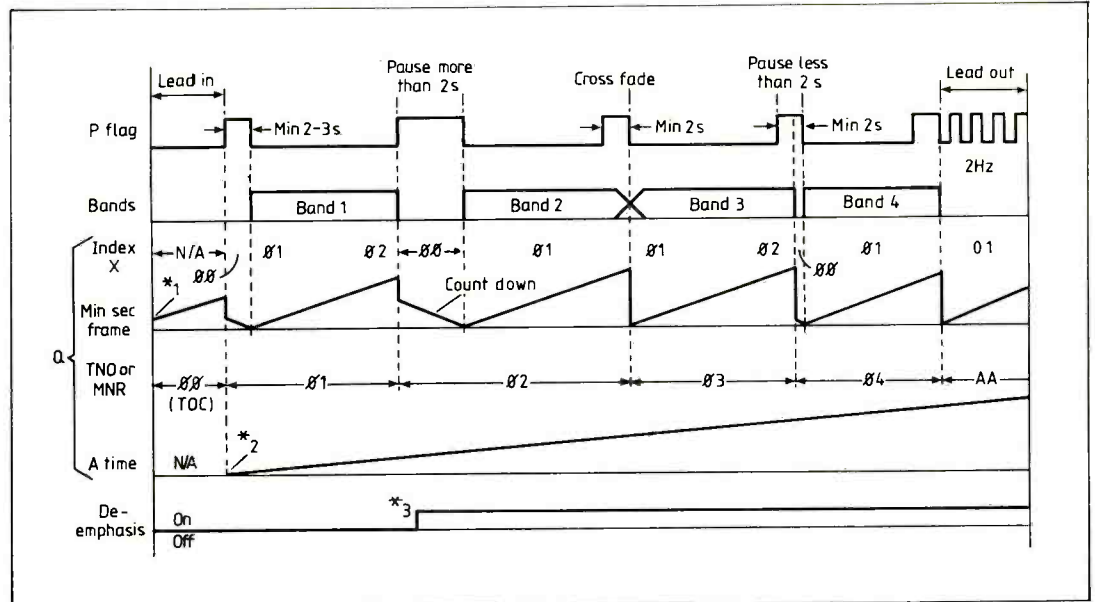 Lead in
Pause more than 2s
Cross fade
Pause less than 2s
Lead out
P flag
Min 2-3s
Min 2s
Min 2s
2Hz
Bands
Band 1
Band 2
Band 3
Band 4
Index X
N/A
ØØ
Ø1
Ø2
ØØ
Ø1
Ø1
Ø2
ØØ
Ø1
01
*1
Min sec frame
Count down
Q
TNO or MNR
ØØ
(TOC)
Ø1
Ø2
Ø3
Ø4
AA
*2
A time
N/A
De-emphasis
On
Off
*3